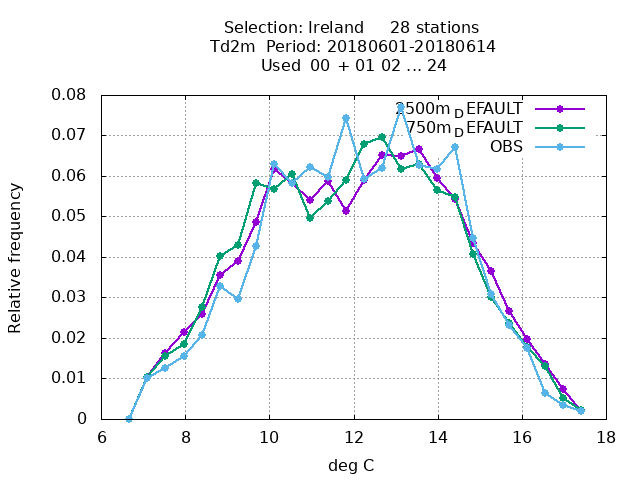 Selection: Ireland 28 stations
Td2m Period: 20180601-20180614
Used 00 + 01 02 ... 24
0.08
0.07
0.06
0.05
0.04
0.03
0.02
0.01
0
6 8 10 12 14 16 18
deg C
Relative frequency
2500m_DEFAULT
750m_DEFAULT
OBS